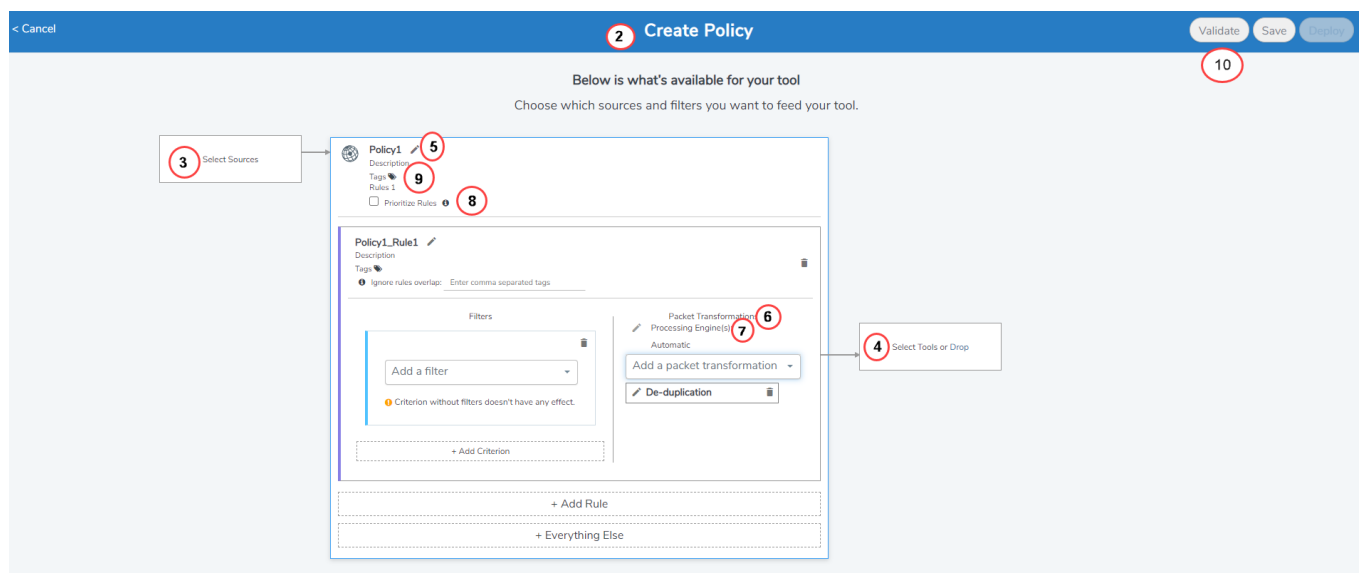 < Cancel
2 Create Policy
Validate Save Deploy
10
Below is what's available for your tool
Choose which sources and filters you want to feed your tool.
3 Select Sources
Policy1 5
Description
Tags 9
Rules 1
Prioritize Rules 8
Policy1_Rule1
Description
Tags
Ignore rules overlap: Enter comma separated tags
Filters
Add a filter
Criterion without filters doesn't have any effect.
+ Add Criterion
Packet Transformations 6
Processing Engine(s) 7
Automatic
Add a packet transformation
De-duplication
4 Select Tools or Drop
+ Add Rule
+ Everything Else